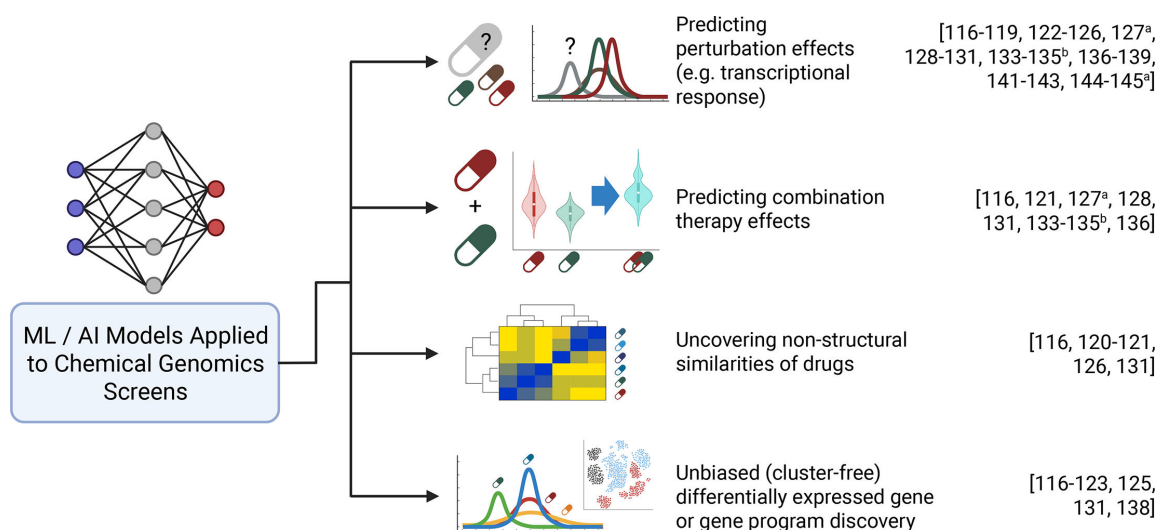 ?
?
Predicting
perturbation effects
(e.g. transcriptional
response)
[116-119, 122-126, 127ᵃ,
128-131, 133-135ᵇ, 136-139,
141-143, 144-145ᵃ]
+
Predicting combination
therapy effects
[116, 121, 127ᵃ, 128,
131, 133-135ᵇ, 136]
ML / AI Models Applied
to Chemical Genomics
Screens
Uncovering non-structural
similarities of drugs
[116, 120-121,
126, 131]
Unbiased (cluster-free)
differentially expressed gene
or gene program discovery
[116-123, 125,
131, 138]